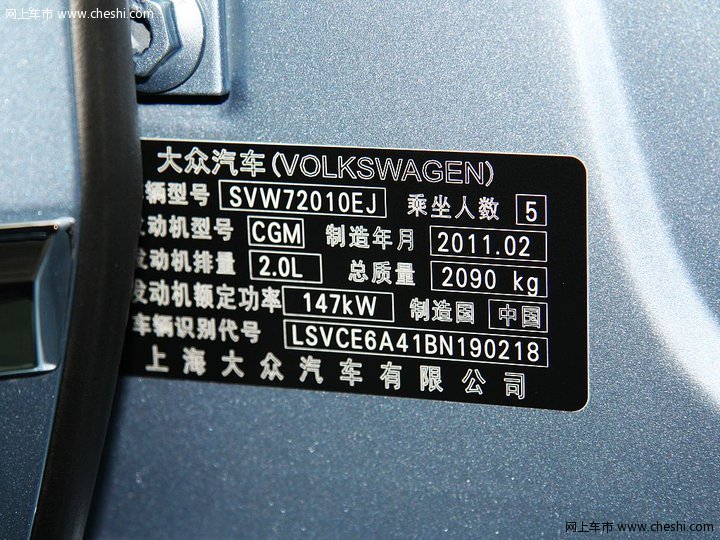 网上车市 www.cheshi.com
大众汽车(VOLKSWAGEN)
辆型号 SVW72010EJ 乘坐人数 5
发动机型号 CGM 制造年月 2011.02
发动机排量 2.0L 总质量 2090 kg
发动机额定功率 147kW 制造国 中国
车辆识别代号 LSVCE6A41BN190218
上海大众汽车有限公司
网上车市 www.cheshi.com